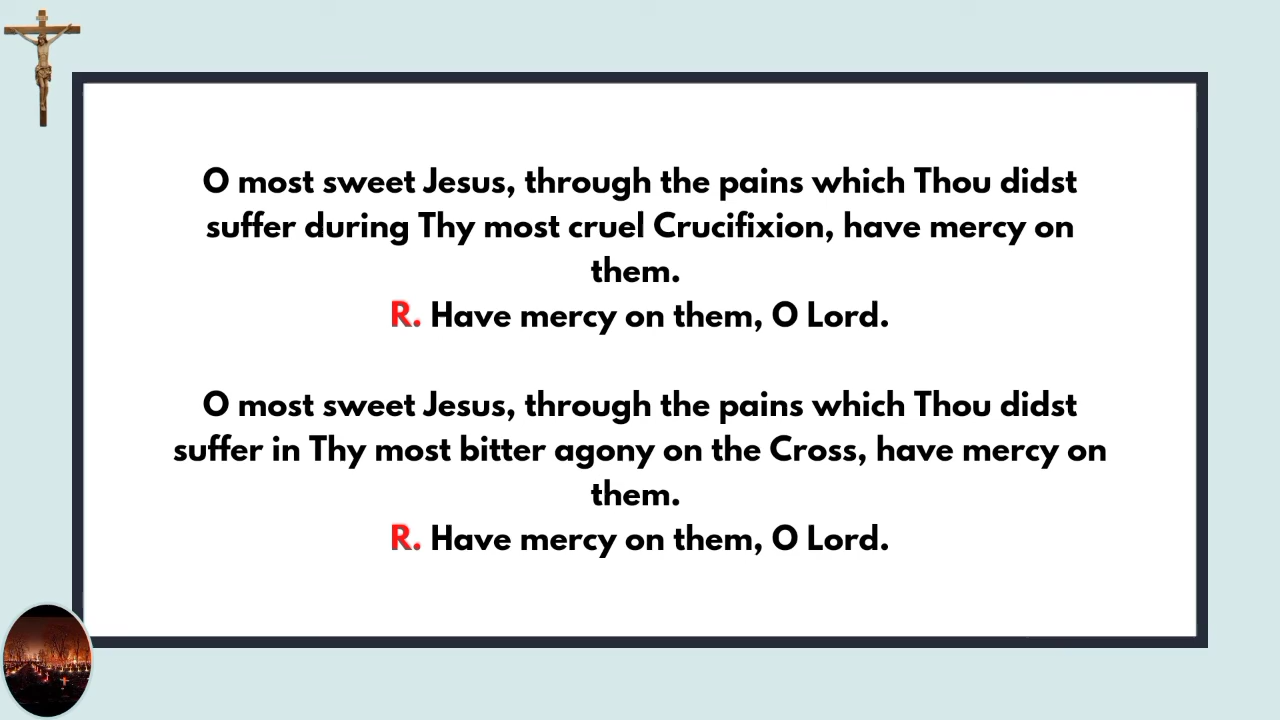 O most sweet Jesus, through the pains which Thou didst
suffer during Thy most cruel Crucifixion, have mercy on
them.
R. Have mercy on them, O Lord.
O most sweet Jesus, through the pains which Thou didst
suffer in Thy most bitter agony on the Cross, have mercy on
them.
R. Have mercy on them, O Lord.